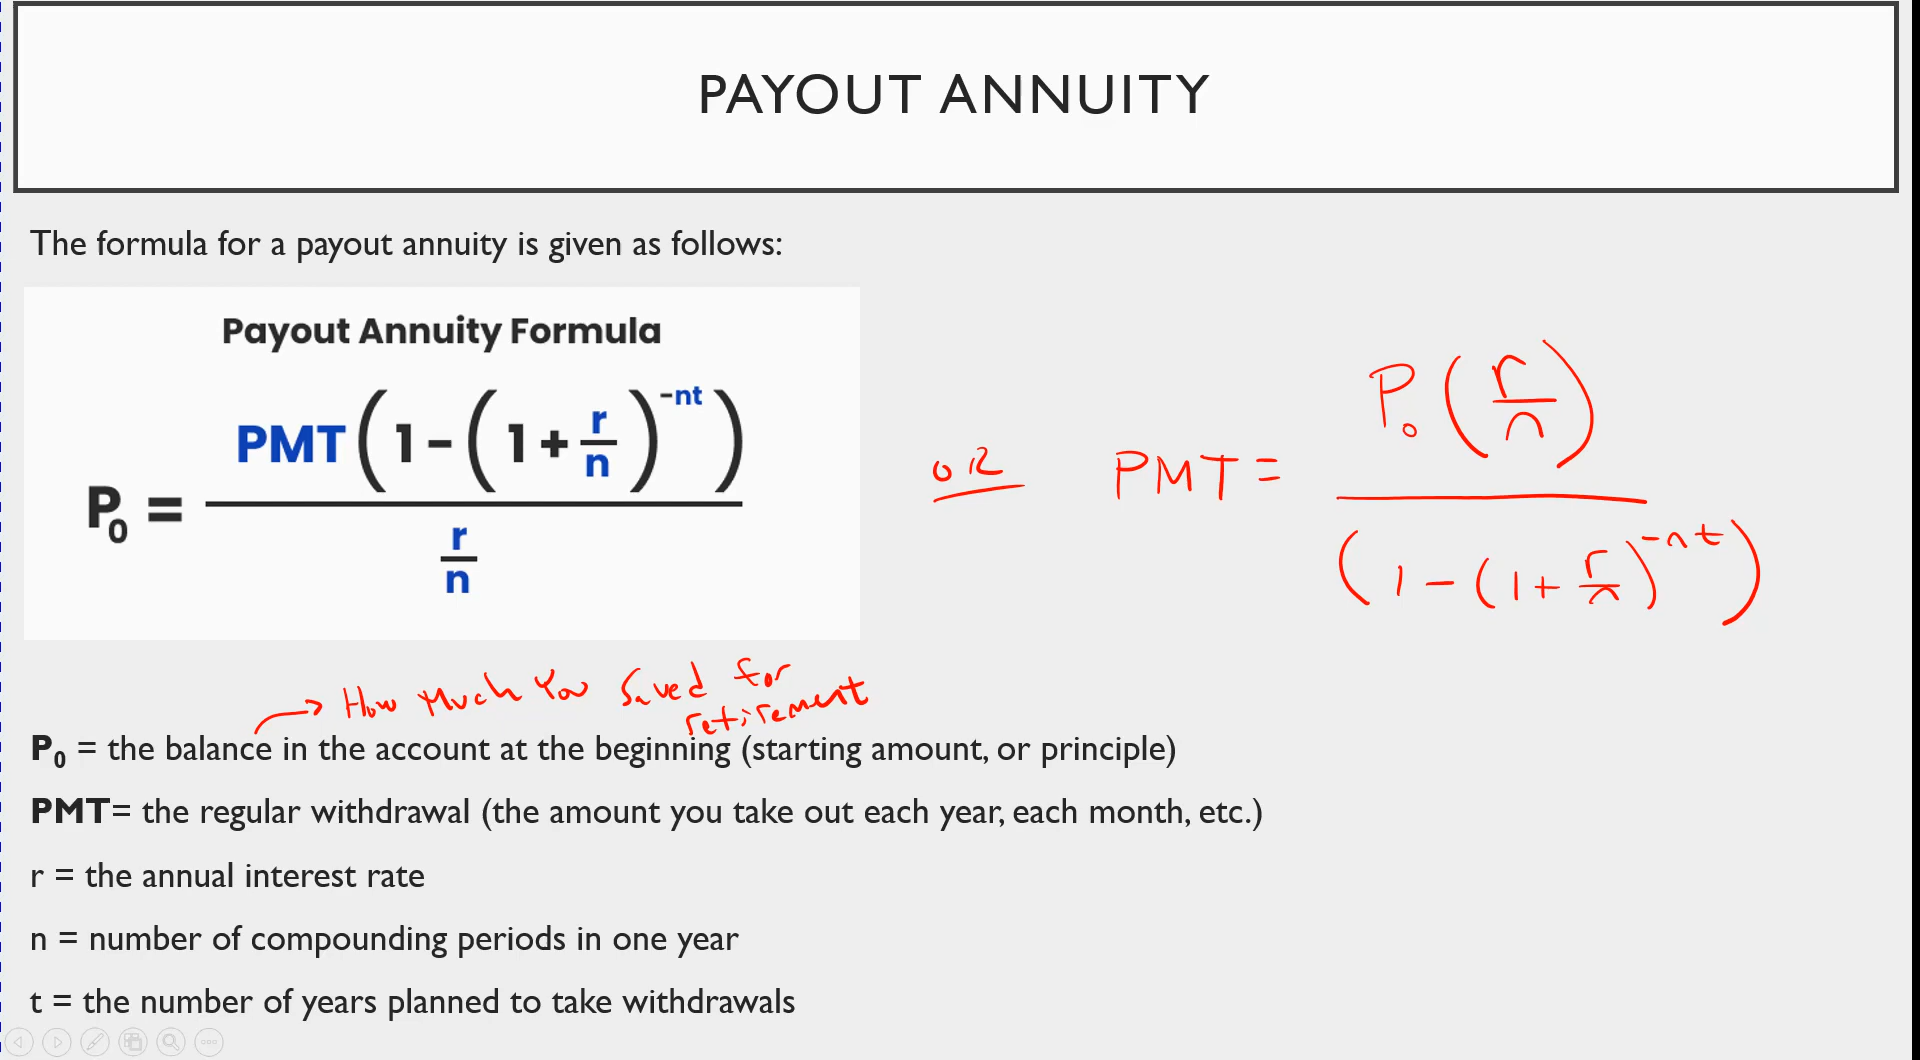 PAYOUT ANNUITY
The formula for a payout annuity is given as follows:
Payout Annuity Formula
P₀ = PMT(1-(1+r/n)^-nt) / (r/n)
OR PMT = P₀(r/n) / (1-(1+r/n)^-nt)
→ How Much You Saved for
retirement
P₀ = the balance in the account at the beginning (starting amount, or principle)
PMT= the regular withdrawal (the amount you take out each year, each month, etc.)
r = the annual interest rate
n = number of compounding periods in one year
t = the number of years planned to take withdrawals